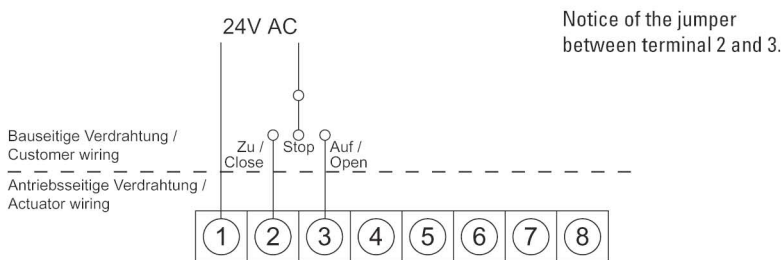 24V AC
Notice of the jumper
between terminal 2 and 3.
Bauseitige Verdrahtung /
Customer wiring
Zu /
Close
Stop
Auf /
Open
Antriebsseitige Verdrahtung /
Actuator wiring
1 2 3 4 5 6 7 8